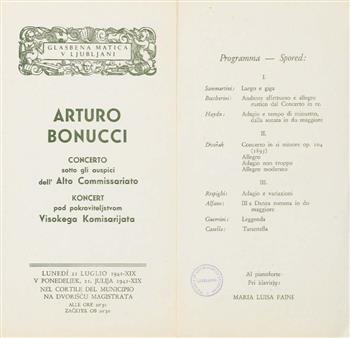 GLASBENA MATICA
V LJUBLJANI
ARTURO
BONUCCI
CONCERTO
sotto gli auspici
dell' Alto Commissariato
KONCERT
pod pokroviteljstvom
Visokega Komisarijata
LUNEDÌ 21 LUGLIO 1941-XIX
V PONEDELJEK, 21. JULIJA 1941-XIX
NEL CORTILE DEL MUNICIPIO
NA DVORIŠČU MAGISTRATA
ALLE ORE 20'30
ZAČETEK OB 20'30
Programma — Spored:
I.
Sammartini: Largo e giga
Boccherini: Andante affettuoso e allegro
rustico dal Concerto in re.
Haydn: Adagio e tempo di minuetto,
dalla sonata in do maggiore
II.
Dvořak Concerto in si minore op. 104
(1895)
Allegro
Adagio non troppo
Allegro moderato
III.
Respighi: Adagio e variazioni
Alfano: III a Danza romena in do
maggiore
Guerrini: Leggenda
Casella: Tarantella
Al pianoforte:
Pri klavirju:
MARIA LUISA FAINI